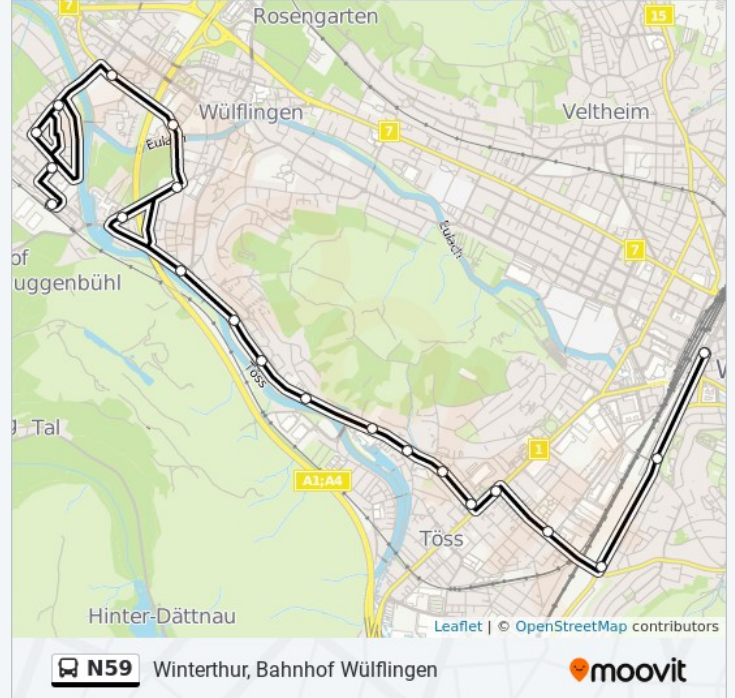 7
Rosengarten
15
Wülflingen
Veltheim
7
Eulach
Eulach
7
of
uggenbühl
Töss
W
Tal
1
A1;A4
Töss
Hinter-Dättnau
Leaflet | © OpenStreetMap contributors
N59 Winterthur, Bahnhof Wülflingen
moovit